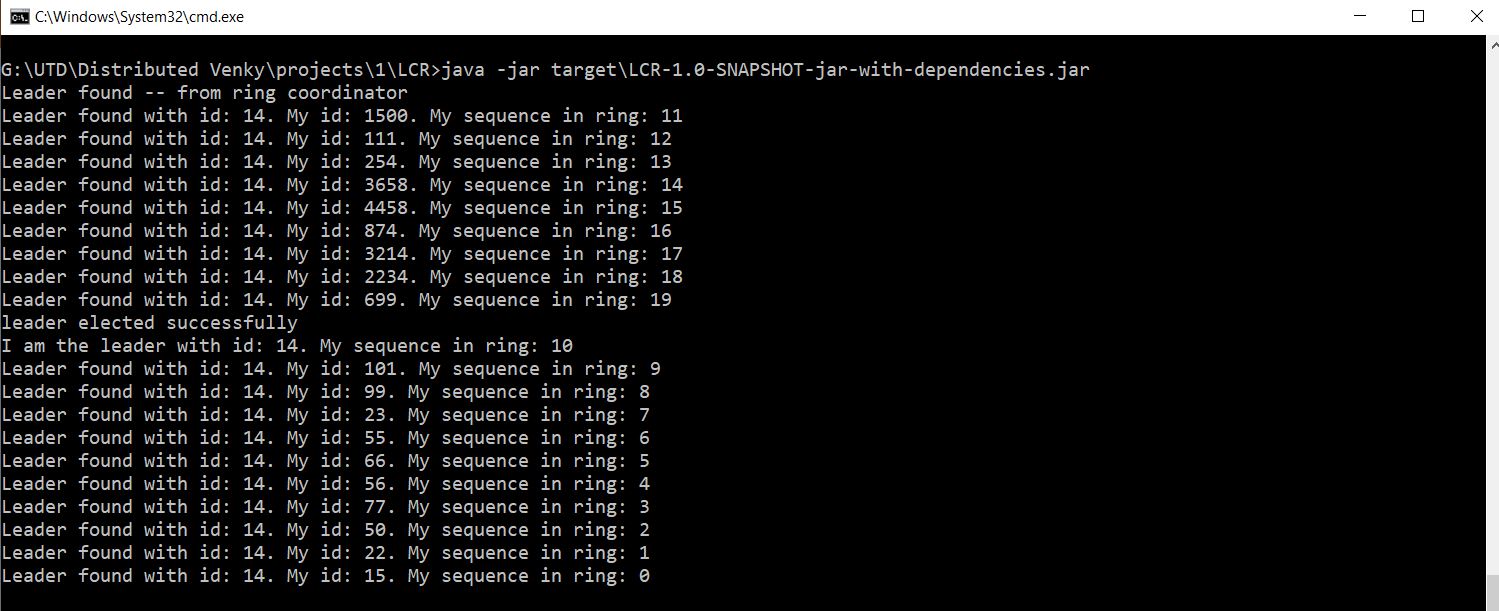 C:\Windows\System32\cmd.exe
G:\UTD\Distributed Venky\projects\1\LCR>java -jar target\LCR-1.0-SNAPSHOT-jar-with-dependencies.jar
Leader found -- from ring coordinator
Leader found with id: 14. My id: 1500. My sequence in ring: 11
Leader found with id: 14. My id: 111. My sequence in ring: 12
Leader found with id: 14. My id: 254. My sequence in ring: 13
Leader found with id: 14. My id: 3658. My sequence in ring: 14
Leader found with id: 14. My id: 4458. My sequence in ring: 15
Leader found with id: 14. My id: 874. My sequence in ring: 16
Leader found with id: 14. My id: 3214. My sequence in ring: 17
Leader found with id: 14. My id: 2234. My sequence in ring: 18
Leader found with id: 14. My id: 699. My sequence in ring: 19
leader elected successfully
I am the leader with id: 14. My sequence in ring: 10
Leader found with id: 14. My id: 101. My sequence in ring: 9
Leader found with id: 14. My id: 99. My sequence in ring: 8
Leader found with id: 14. My id: 23. My sequence in ring: 7
Leader found with id: 14. My id: 55. My sequence in ring: 6
Leader found with id: 14. My id: 66. My sequence in ring: 5
Leader found with id: 14. My id: 56. My sequence in ring: 4
Leader found with id: 14. My id: 77. My sequence in ring: 3
Leader found with id: 14. My id: 50. My sequence in ring: 2
Leader found with id: 14. My id: 22. My sequence in ring: 1
Leader found with id: 14. My id: 15. My sequence in ring: 0